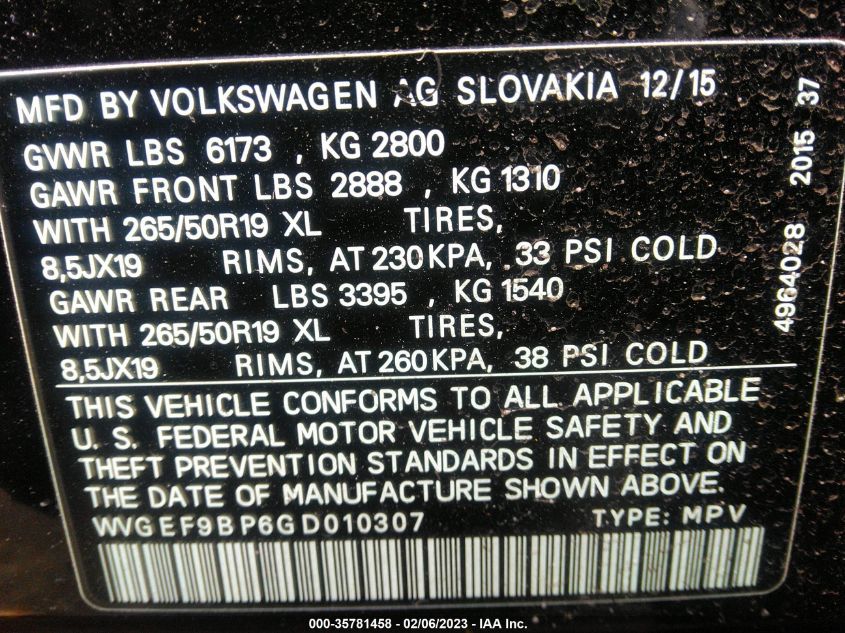 MFD BY VOLKSWAGEN AG SLOVAKIA 12/15
GVWR LBS 6173 , KG 2800
GAWR FRONT LBS 2888 , KG 1310
WITH 265/50R19 XL TIRES,
8,5JX19 RIMS, AT 230 KPA, 33 PSI COLD
GAWR REAR LBS 3395 , KG 1540
WITH 265/50R19 XL TIRES,
8,5JX19 RIMS, AT 260 KPA, 38 PSI COLD
THIS VEHICLE CONFORMS TO ALL APPLICABLE
U. S. FEDERAL MOTOR VEHICLE SAFETY AND
THEFT PREVENTION STANDARDS IN EFFECT ON
THE DATE OF MANUFACTURE SHOWN ABOVE.
WVGEF9BP6GD010307 TYPE: MPV
4964028 2015 37
000-35781458 - 02/06/2023 - IAA Inc.